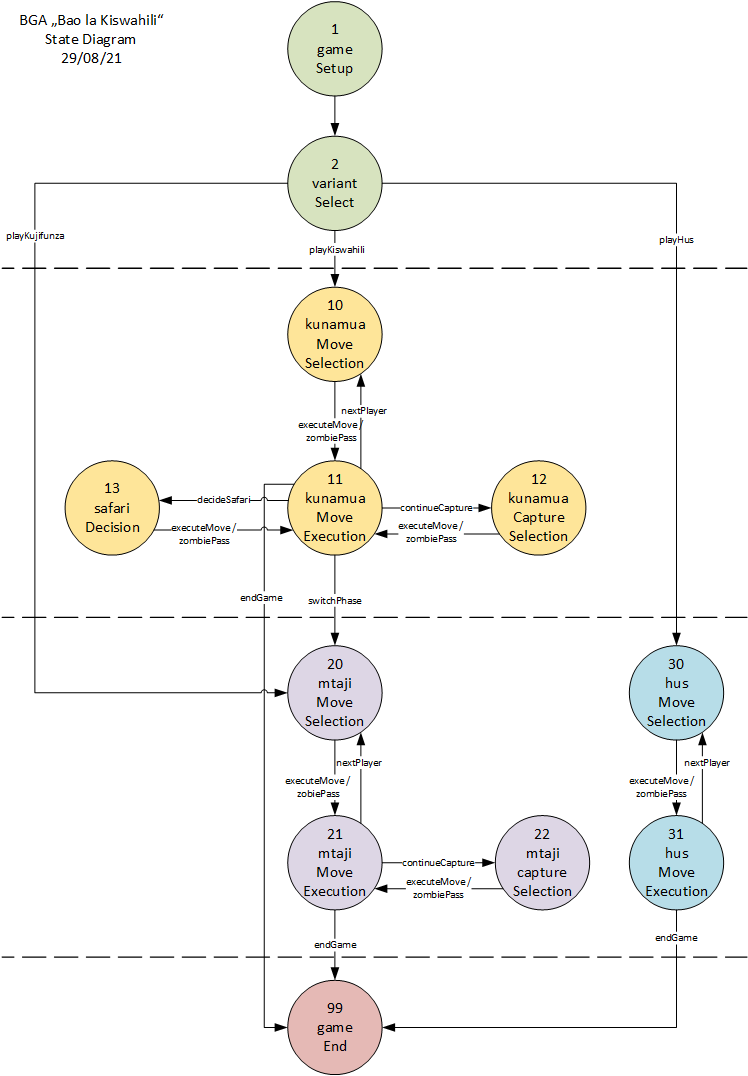 BGA „Bao la Kiswahili“
State Diagram
29/08/21
1
game
Setup
2
variant
Select
playKujifunza
playKiswahili
playHus
10
kunamua
Move
Selection
nextPlayer
executeMove /
zombiePass
13
safari
Decision
decideSafari
executeMove /
zombiePass
11
kunamua
Move
Execution
continueCapture
executeMove /
zombiePass
12
kunamua
Capture
Selection
endGame
switchPhase
20
mtaji
Move
Selection
30
hus
Move
Selection
nextPlayer
executeMove /
zobiePass
nextPlayer
executeMove /
zombiePass
21
mtaji
Move
Execution
continueCapture
executeMove /
zombiePass
22
mtaji
capture
Selection
31
hus
Move
Execution
endGame
endGame
99
game
End